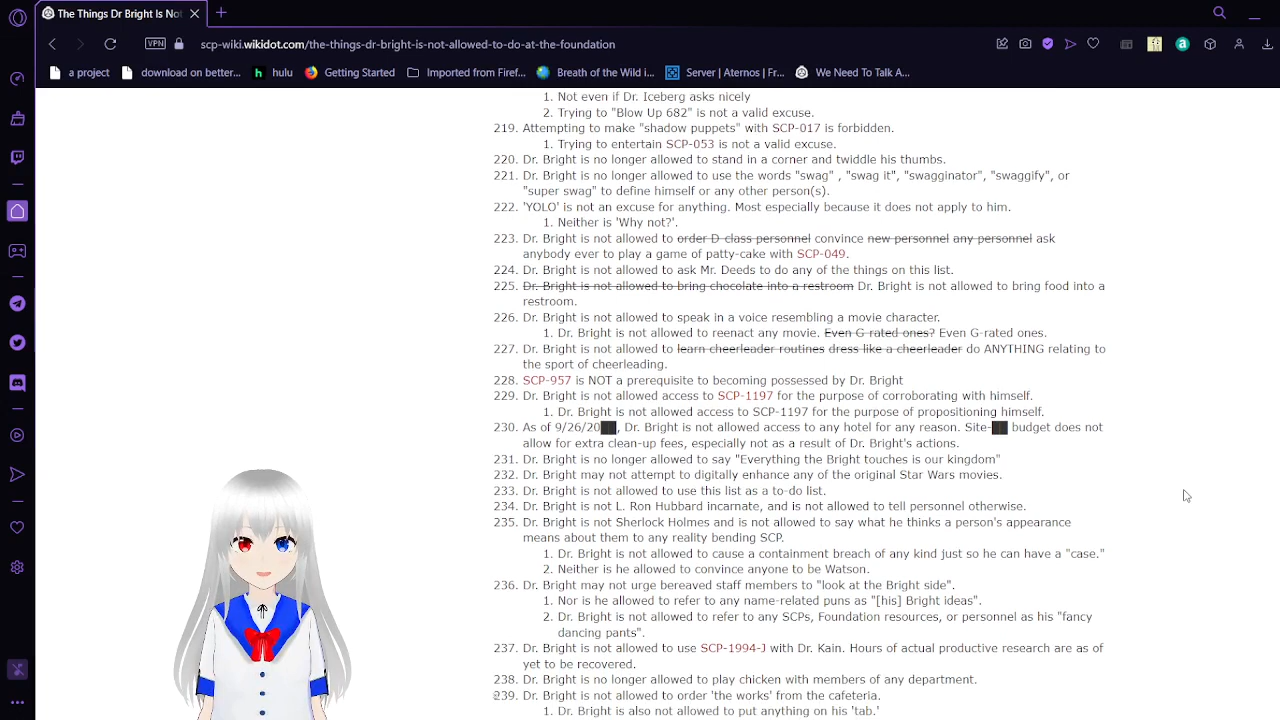 The Things Dr Bright Is Not
VPN
scp-wiki.wikidot.com/the-things-dr-bright-is-not-allowed-to-do-at-the-foundation
a project
download on better...
hulu
Getting Started
Imported from Firef...
Breath of the Wild i...
Server | Aternos | Fr...
We Need To Talk A...
1. Not even if Dr. Iceberg asks nicely
2. Trying to "Blow Up 682" is not a valid excuse.
219. Attempting to make "shadow puppets" with SCP-017 is forbidden.
1. Trying to entertain SCP-053 is not a valid excuse.
220. Dr. Bright is no longer allowed to stand in a corner and twiddle his thumbs.
221. Dr. Bright is no longer allowed to use the words "swag" , "swag it", "swagginator", "swaggify", or
"super swag" to define himself or any other person(s).
222. 'YOLO' is not an excuse for anything. Most especially because it does not apply to him.
1. Neither is 'Why not?'.
223. Dr. Bright is not allowed to order D-class personnel convince new personnel any personnel ask
anybody ever to play a game of patty-cake with SCP-049.
224. Dr. Bright is not allowed to ask Mr. Deeds to do any of the things on this list.
225. Dr. Bright is not allowed to bring chocolate into a restroom Dr. Bright is not allowed to bring food into a
restroom.
226. Dr. Bright is not allowed to speak in a voice resembling a movie character.
1. Dr. Bright is not allowed to reenact any movie. Even G rated ones? Even G-rated ones.
227. Dr. Bright is not allowed to learn cheerleader routines dress like a cheerleader do ANYTHING relating to
the sport of cheerleading.
228. SCP-957 is NOT a prerequisite to becoming possessed by Dr. Bright
229. Dr. Bright is not allowed access to SCP-1197 for the purpose of corroborating with himself.
1. Dr. Bright is not allowed access to SCP-1197 for the purpose of propositioning himself.
230. As of 9/26/20██, Dr. Bright is not allowed access to any hotel for any reason. Site-██ budget does not
allow for extra clean-up fees, especially not as a result of Dr. Bright's actions.
231. Dr. Bright is no longer allowed to say "Everything the Bright touches is our kingdom"
232. Dr. Bright may not attempt to digitally enhance any of the original Star Wars movies.
233. Dr. Bright is not allowed to use this list as a to-do list.
234. Dr. Bright is not L. Ron Hubbard incarnate, and is not allowed to tell personnel otherwise.
235. Dr. Bright is not Sherlock Holmes and is not allowed to say what he thinks a person's appearance
means about them to any reality bending SCP.
1. Dr. Bright is not allowed to cause a containment breach of any kind just so he can have a "case."
2. Neither is he allowed to convince anyone to be Watson.
236. Dr. Bright may not urge bereaved staff members to "look at the Bright side".
1. Nor is he allowed to refer to any name-related puns as "[his] Bright ideas".
2. Dr. Bright is not allowed to refer to any SCPs, Foundation resources, or personnel as his "fancy
dancing pants".
237. Dr. Bright is not allowed to use SCP-1994-J with Dr. Kain. Hours of actual productive research are as of
yet to be recovered.
238. Dr. Bright is no longer allowed to play chicken with members of any department.
239. Dr. Bright is not allowed to order 'the works' from the cafeteria.
1. Dr. Bright is also not allowed to put anything on his 'tab.'